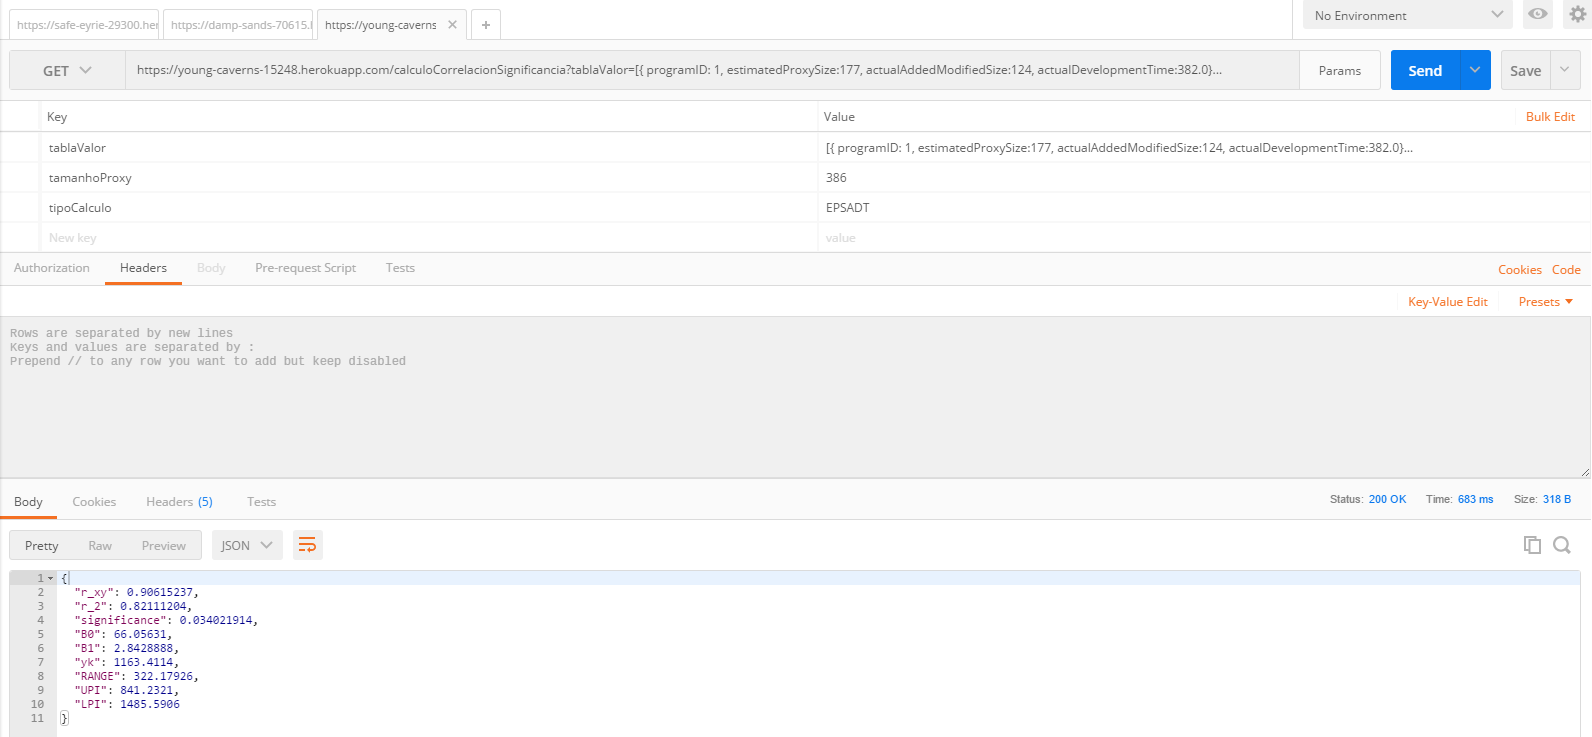 https://safe-eyrie-29300.her https://damp-sands-70615.h https://young-caverns × + No Environment
GET https://young-caverns-15248.herokuapp.com/calculoCorrelacionSignificancia?tablaValor=[{ programID: 1, estimatedProxySize:177, actualAddedModifiedSize:124, actualDevelopmentTime:382.0}... Params Send Save
Key Value Bulk Edit
tablaValor [{ programID: 1, estimatedProxySize:177, actualAddedModifiedSize:124, actualDevelopmentTime:382.0}...
tamanhoProxy 386
tipoCalculo EPSADT
New key value
Authorization Headers Body Pre-request Script Tests Cookies Code
Key-Value Edit Presets
Rows are separated by new lines
Keys and values are separated by :
Prepend // to any row you want to add but keep disabled
Body Cookies Headers (5) Tests Status: 200 OK Time: 683 ms Size: 318 B
Pretty Raw Preview JSON
1 {
2 "r_xy": 0.90615237,
3 "r_2": 0.82111204,
4 "significance": 0.034021914,
5 "B0": 66.05631,
6 "B1": 2.8428888,
7 "yk": 1163.4114,
8 "RANGE": 322.17926,
9 "UPI": 841.2321,
10 "LPI": 1485.5906
11 }